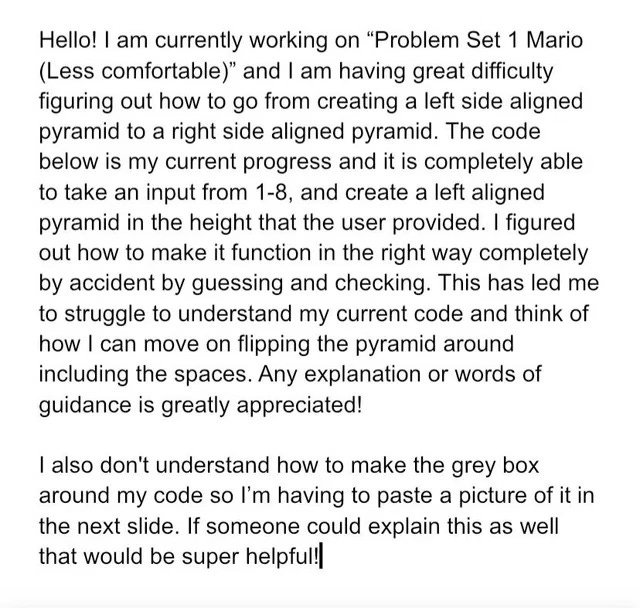 Hello! I am currently working on “Problem Set 1 Mario
(Less comfortable)” and I am having great difficulty
figuring out how to go from creating a left side aligned
pyramid to a right side aligned pyramid. The code
below is my current progress and it is completely able
to take an input from 1-8, and create a left aligned
pyramid in the height that the user provided. I figured
out how to make it function in the right way completely
by accident by guessing and checking. This has led me
to struggle to understand my current code and think of
how I can move on flipping the pyramid around
including the spaces. Any explanation or words of
guidance is greatly appreciated!

I also don't understand how to make the grey box
around my code so I’m having to paste a picture of it in
the next slide. If someone could explain this as well
that would be super helpful!